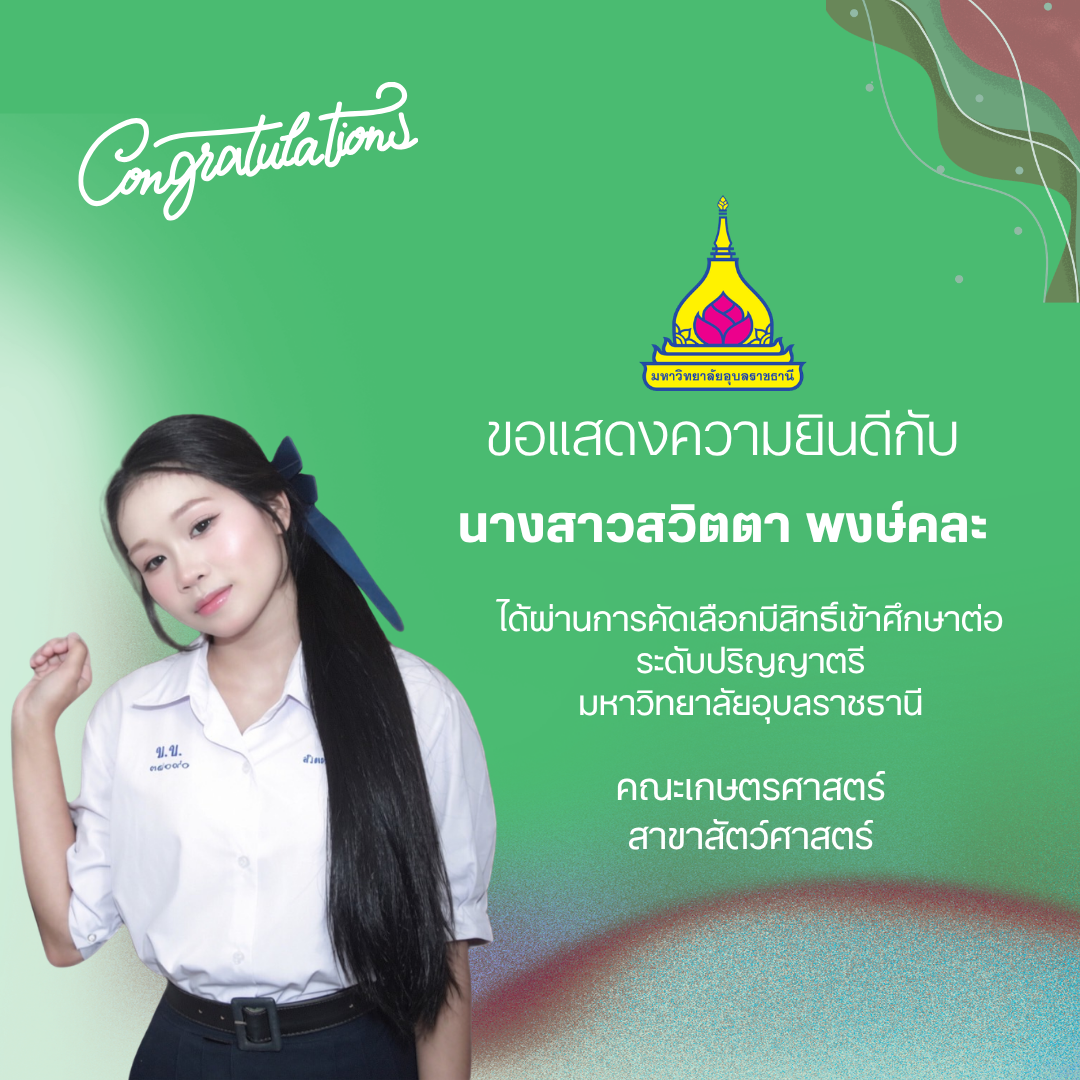 Congratulations
มหาวิทยาลัยอุบลราชธานี
ขอแสดงความยินดีกับ
นางสาวสวิตตา พงษ์คละ
ได้ผ่านการคัดเลือกมีสิทธิ์เข้าศึกษาต่อ
ระดับปริญญาตรี
มหาวิทยาลัยอุบลราชธานี
คณะเกษตรศาสตร์
สาขาสัตว์ศาสตร์